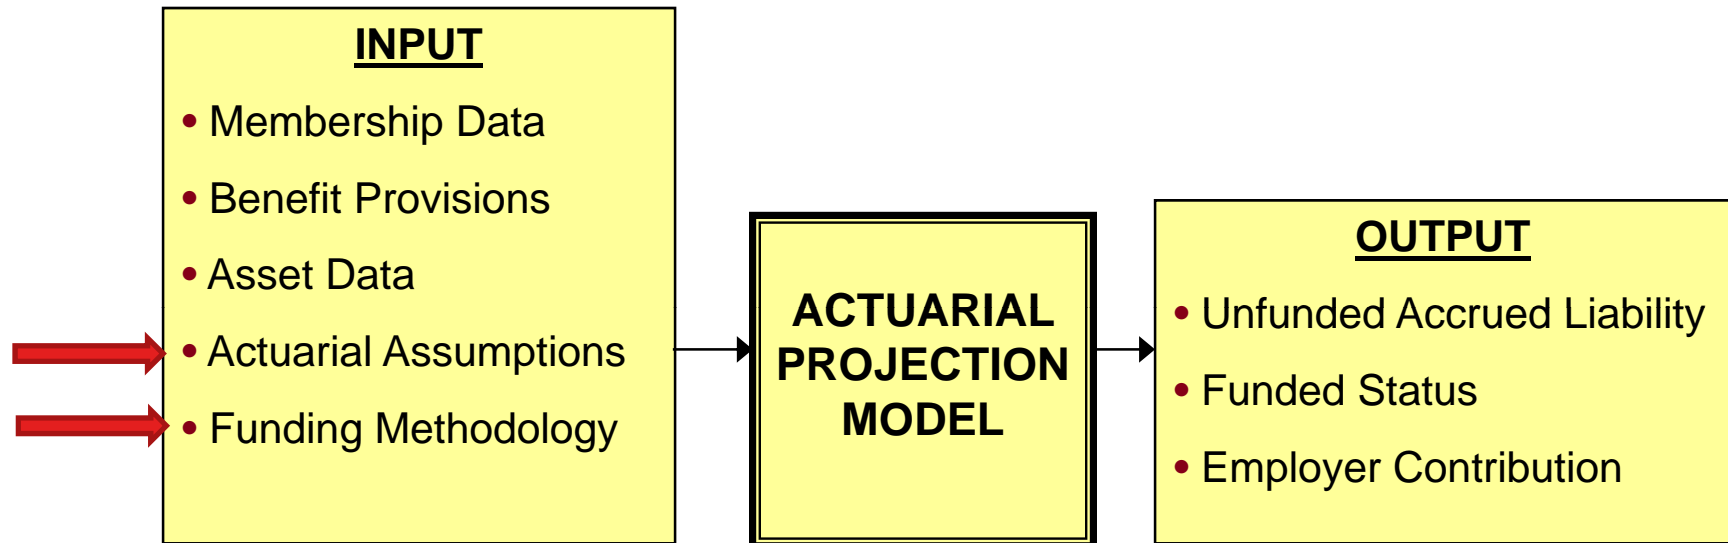 INPUT
• Membership Data
• Benefit Provisions
• Asset Data
• Actuarial Assumptions
• Funding Methodology
ACTUARIAL
PROJECTION
MODEL
OUTPUT
• Unfunded Accrued Liability
• Funded Status
• Employer Contribution